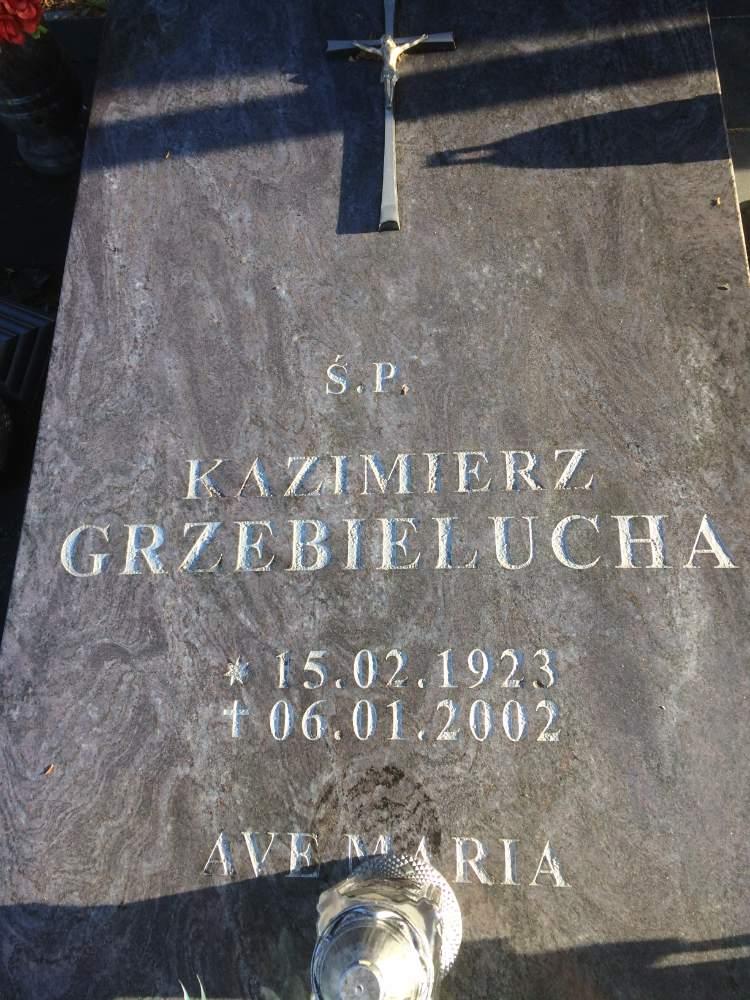 Ś.P.
KAZIMIERZ
GRZEBIELUCHA
* 15.02.1923
✝ 06.01.2002
AVE MARIA